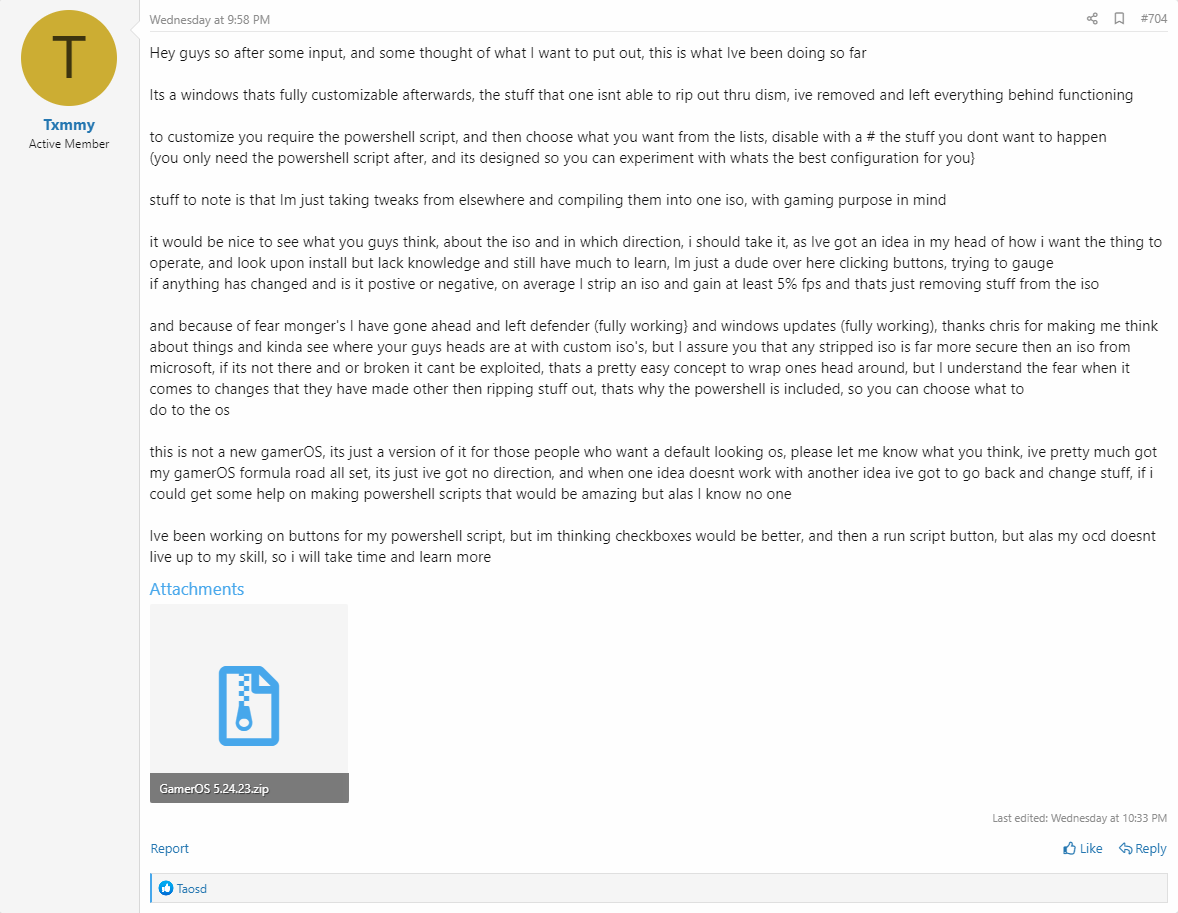 T
Txmmy
Active Member
Wednesday at 9:58 PM
#704
Hey guys so after some input, and some thought of what I want to put out, this is what Ive been doing so far
Its a windows thats fully customizable afterwards, the stuff that one isnt able to rip out thru dism, ive removed and left everything behind functioning
to customize you require the powershell script, and then choose what you want from the lists, disable with a # the stuff you dont want to happen
(you only need the powershell script after, and its designed so you can experiment with whats the best configuration for you}
stuff to note is that Im just taking tweaks from elsewhere and compiling them into one iso, with gaming purpose in mind
it would be nice to see what you guys think, about the iso and in which direction, i should take it, as Ive got an idea in my head of how i want the thing to
operate, and look upon install but lack knowledge and still have much to learn, Im just a dude over here clicking buttons, trying to gauge
if anything has changed and is it postive or negative, on average I strip an iso and gain at least 5% fps and thats just removing stuff from the iso
and because of fear monger's I have gone ahead and left defender (fully working} and windows updates (fully working), thanks chris for making me think
about things and kinda see where your guys heads are at with custom iso's, but I assure you that any stripped iso is far more secure then an iso from
microsoft, if its not there and or broken it cant be exploited, thats a pretty easy concept to wrap ones head around, but I understand the fear when it
comes to changes that they have made other then ripping stuff out, thats why the powershell is included, so you can choose what to
do to the os
this is not a new gamerOS, its just a version of it for those people who want a default looking os, please let me know what you think, ive pretty much got
my gamerOS formula road all set, its just ive got no direction, and when one idea doesnt work with another idea ive got to go back and change stuff, if i
could get some help on making powershell scripts that would be amazing but alas I know no one
Ive been working on buttons for my powershell script, but im thinking checkboxes would be better, and then a run script button, but alas my ocd doesnt
live up to my skill, so i will take time and learn more
Attachments
GamerOS 5.24.23.zip
Last edited: Wednesday at 10:33 PM
Report
Like
Reply
Taosd